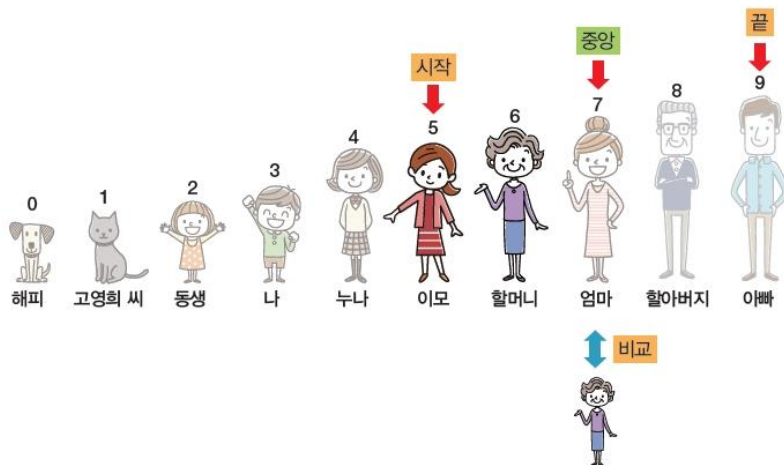 시작
중앙
끝
0 1 2 3 4 5 6 7 8 9
해피 고영희 씨 동생 나 누나 이모 할머니 엄마 할아버지 아빠
비교